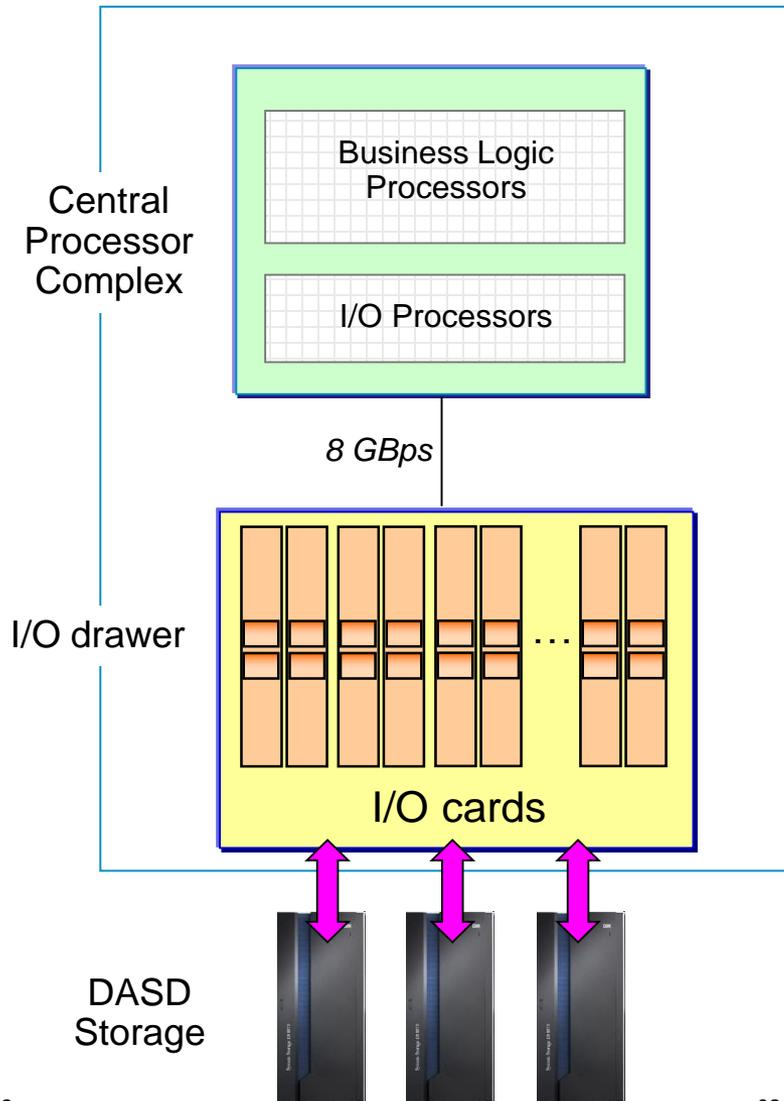 Business Logic
Processors
Central
Processor
Complex
I/O Processors
8 GBps
I/O drawer
...
I/O cards
DASD
Storage